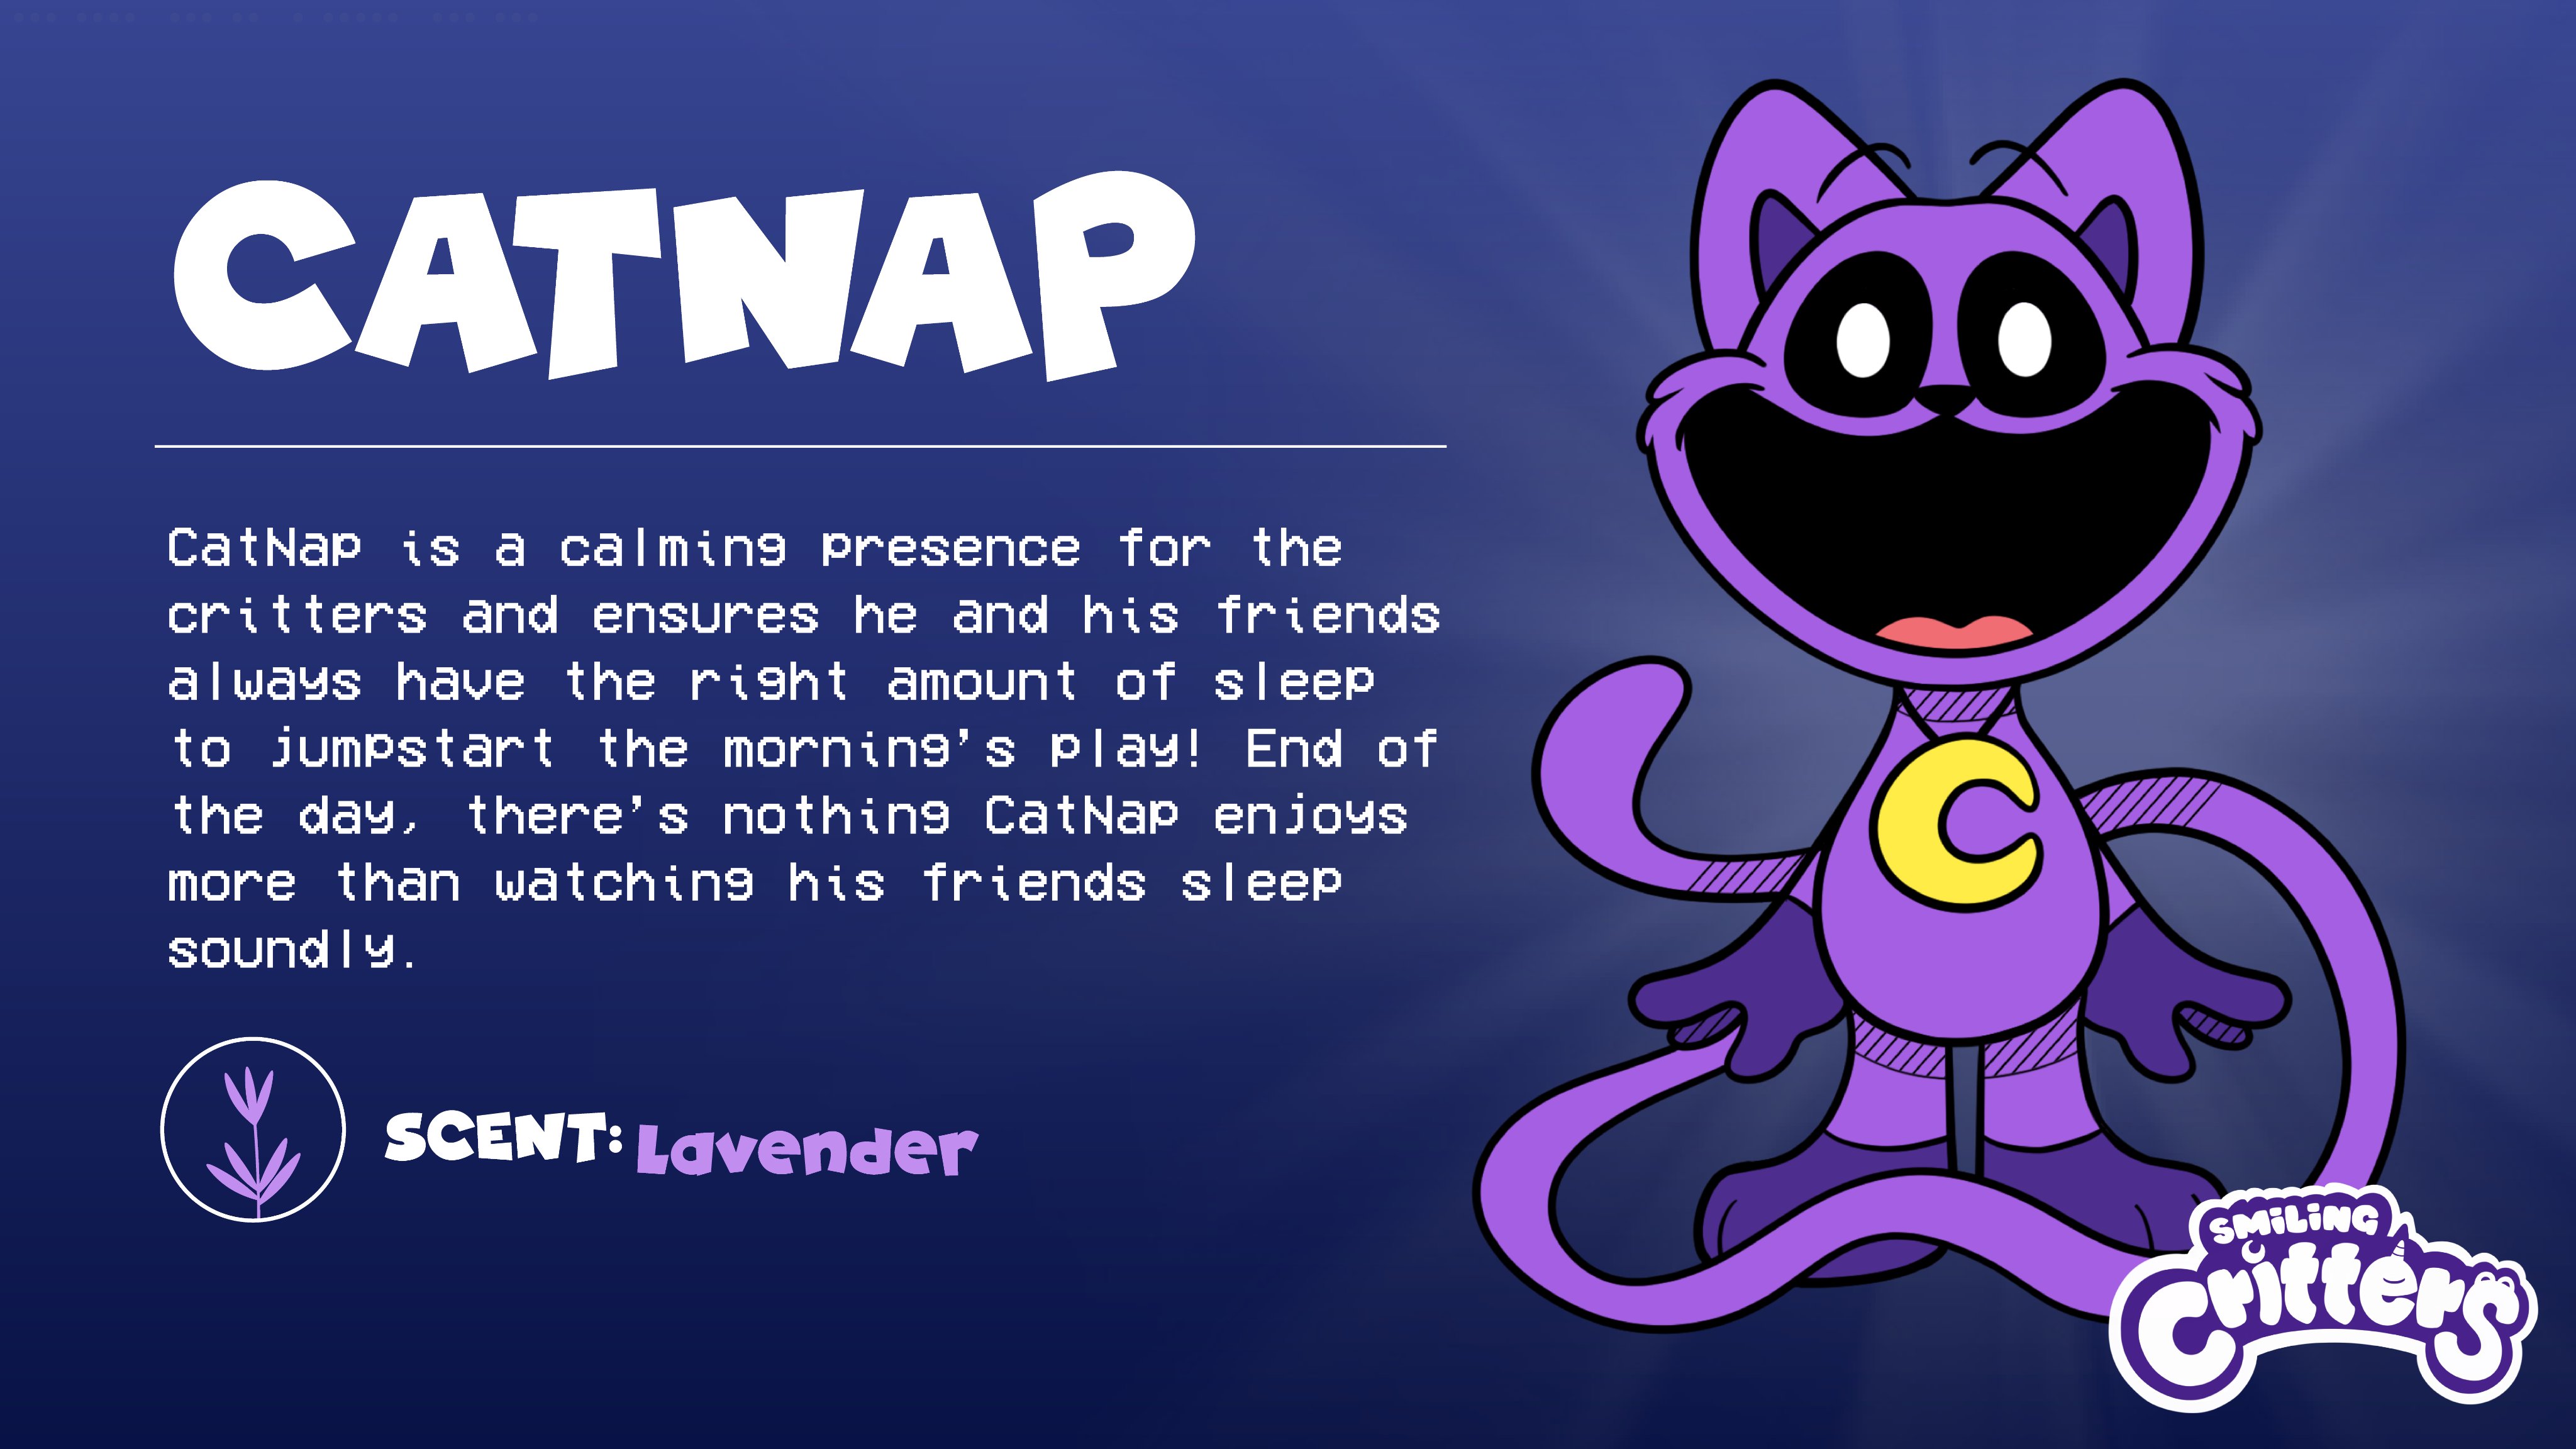 CATNAP
CatNap is a calming presence for the
critters and ensures he and his friends
always have the right amount of sleep
to jumpstart the morning's play! End of
the day, there's nothing CatNap enjoys
more than watching his friends sleep
soundly.
SCENT: Lavender
SMiLiNG
Critters